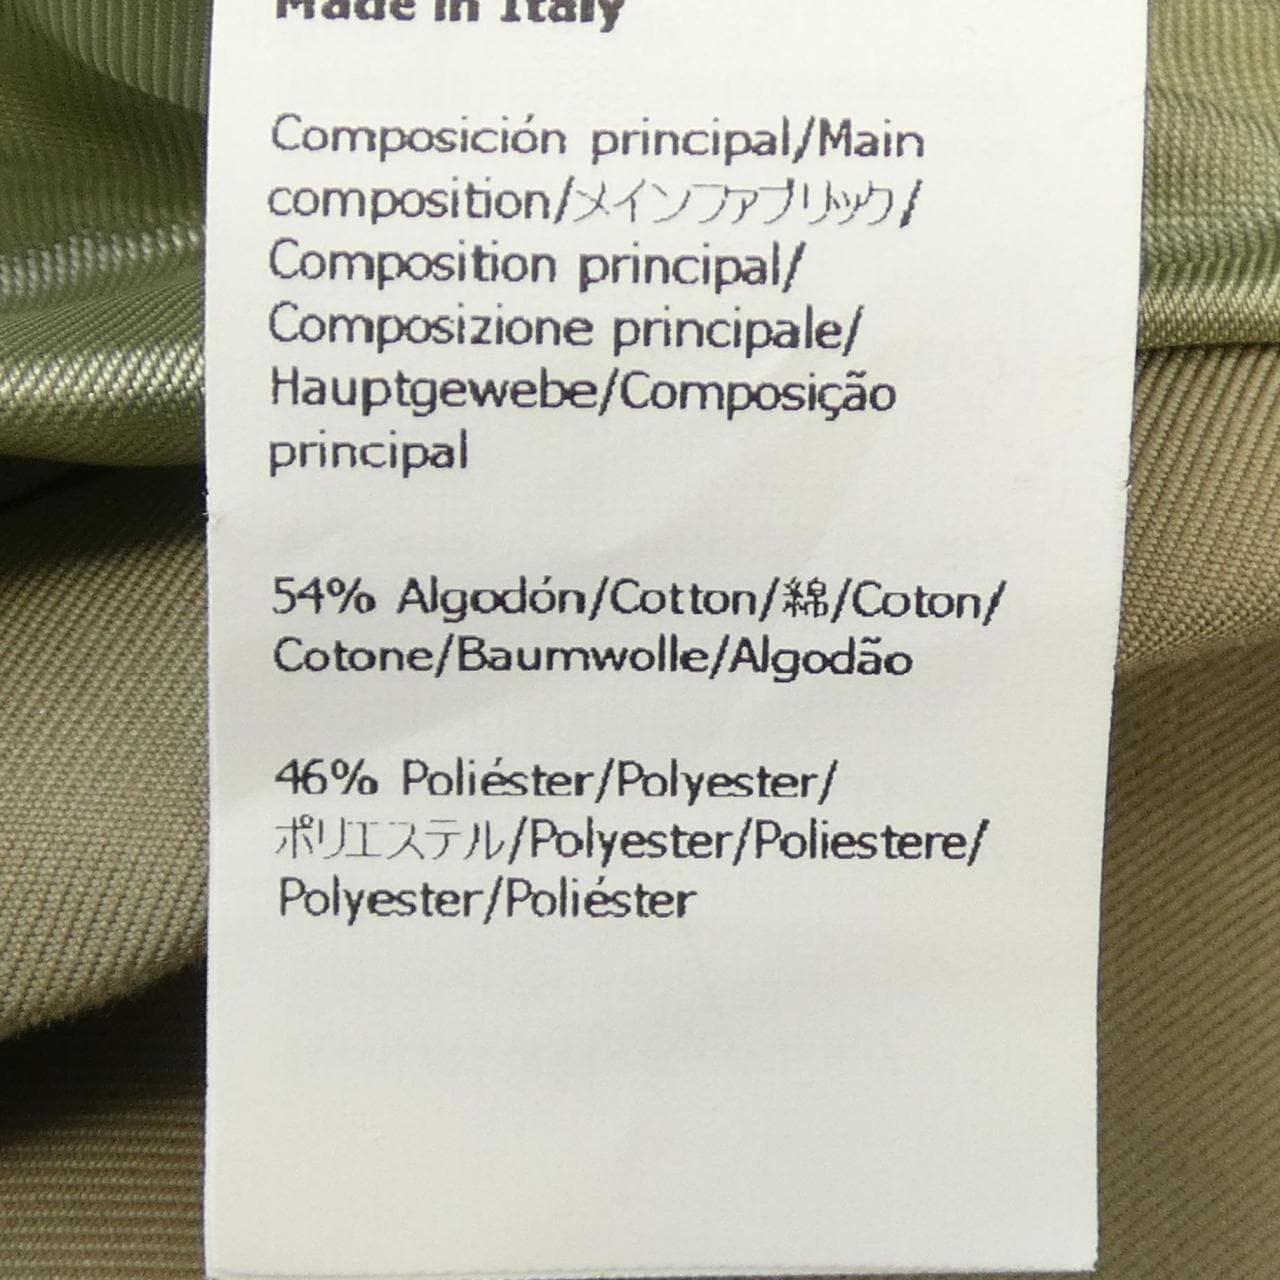 Made in Italy
Composición principal/Main
composition/メインファブリック/
Composition principal/
Composizione principale/
Hauptgewebe/Composição
principal
54% Algodón/Cotton/綿/Coton/
Cotone/Baumwolle/Algodão
46% Poliéster/Polyester/
ポリエステル/Polyester/Poliestere/
Polyester/Poliéster